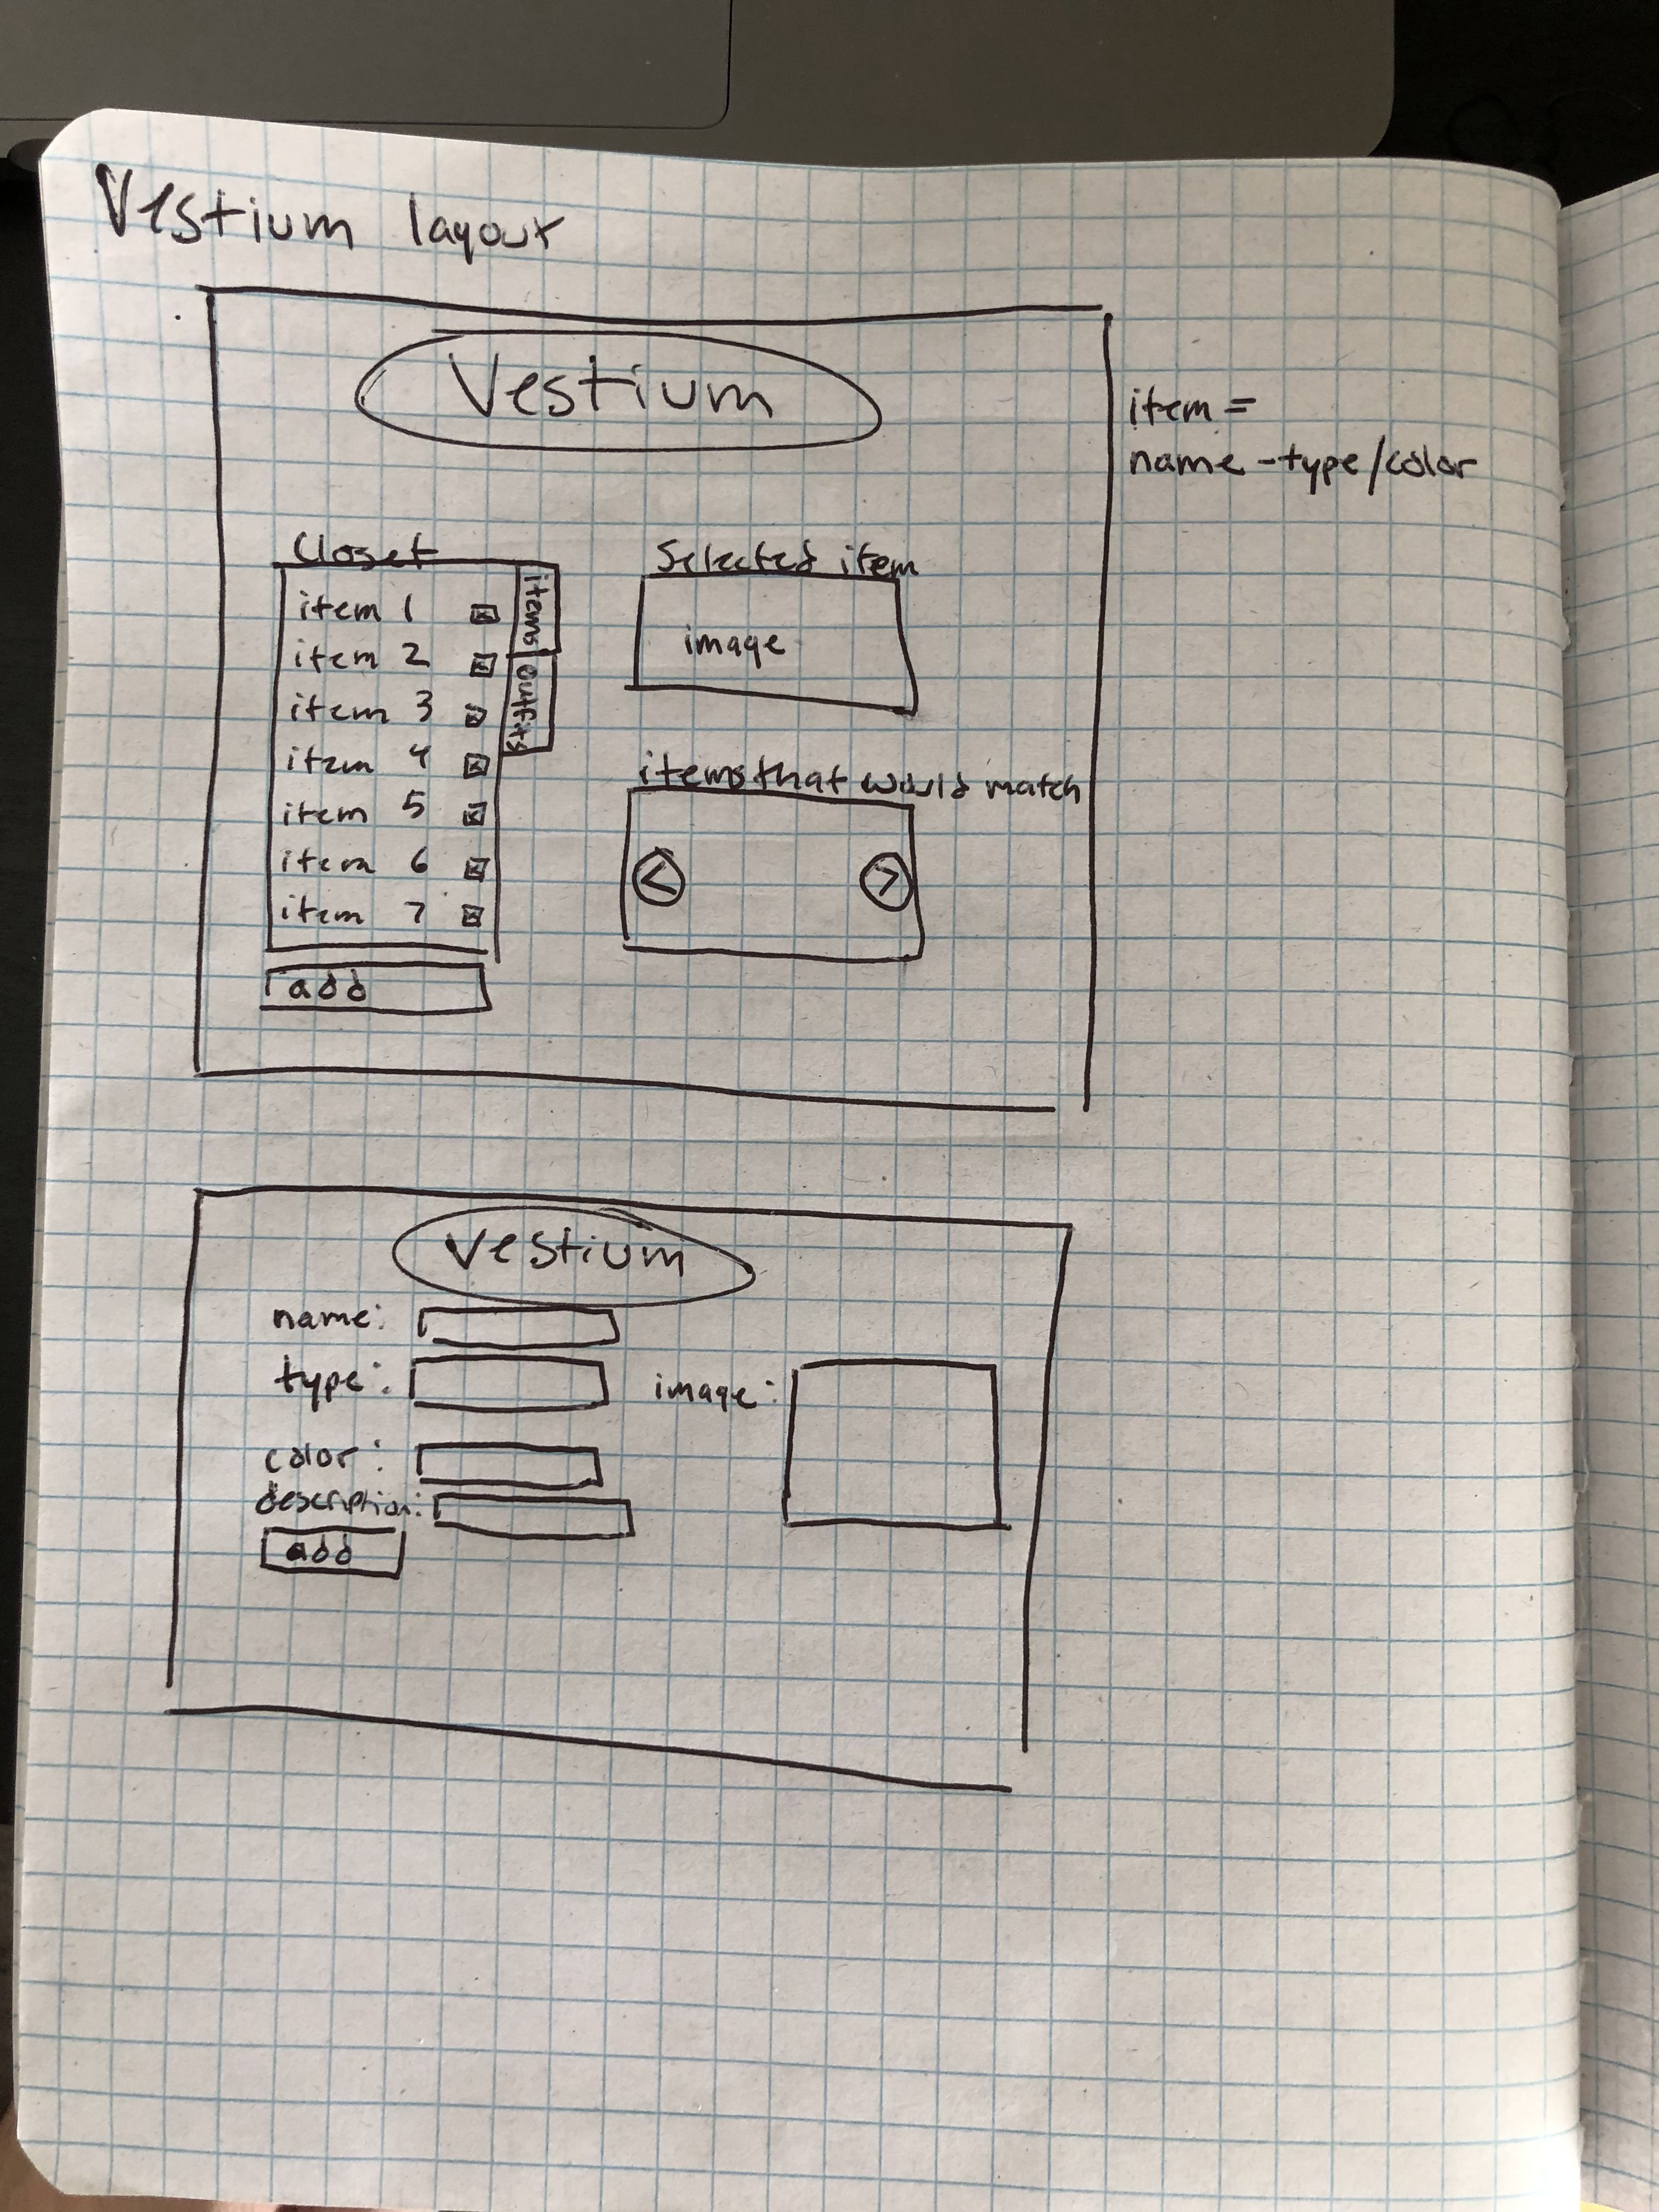 Vestium layout
Vestium
item =
name - type/color
Closet
item 1
item 2
item 3
item 4
item 5
item 6
item 7
items
outfits
add
Selected item
image
items that would match
<
>
Vestium
name:
type:
color:
description:
add
image: